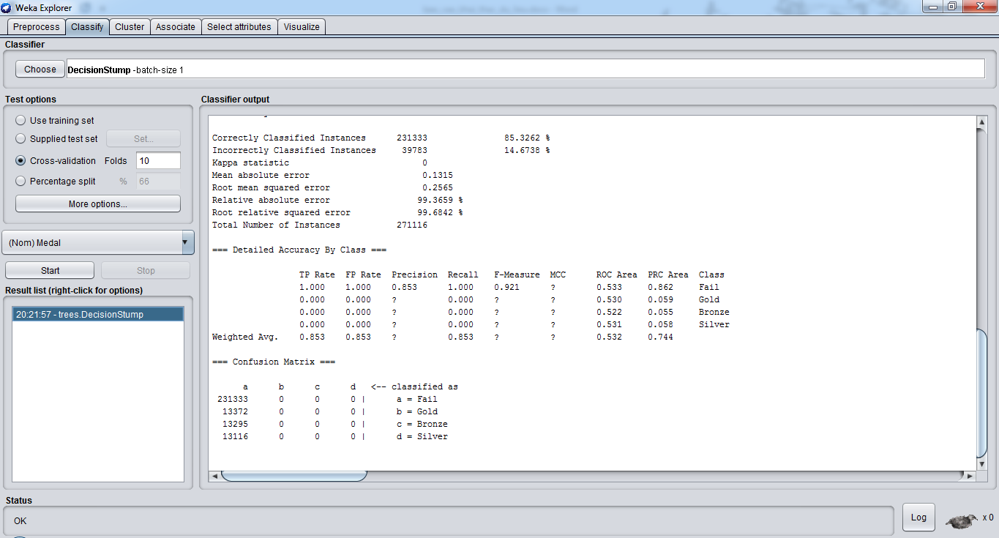 Weka Explorer
Preprocess Classify Cluster Associate Select attributes Visualize
Classifier
Choose DecisionStump -batch-size 1
Test options
Use training set
Supplied test set Set...
Cross-validation Folds 10
Percentage split % 66
More options...
(Nom) Medal
Start Stop
Result list (right-click for options)
20:21:57 - trees.DecisionStump
Classifier output
Correctly Classified Instances 231333 85.3262 %
Incorrectly Classified Instances 39783 14.6738 %
Kappa statistic 0
Mean absolute error 0.1315
Root mean squared error 0.2565
Relative absolute error 99.3659 %
Root relative squared error 99.6842 %
Total Number of Instances 271116
=== Detailed Accuracy By Class ===
TP Rate FP Rate Precision Recall F-Measure MCC ROC Area PRC Area Class
1.000 1.000 0.853 1.000 0.921 ? 0.533 0.862 Fail
0.000 0.000 ? 0.000 ? ? 0.530 0.059 Gold
0.000 0.000 ? 0.000 ? ? 0.522 0.055 Bronze
0.000 0.000 ? 0.000 ? ? 0.531 0.058 Silver
Weighted Avg. 0.853 0.853 ? 0.853 ? ? 0.532 0.744
=== Confusion Matrix ===
a b c d <-- classified as
231333 0 0 0 | a = Fail
13372 0 0 0 | b = Gold
13295 0 0 0 | c = Bronze
13116 0 0 0 | d = Silver
Status
OK
Log x 0